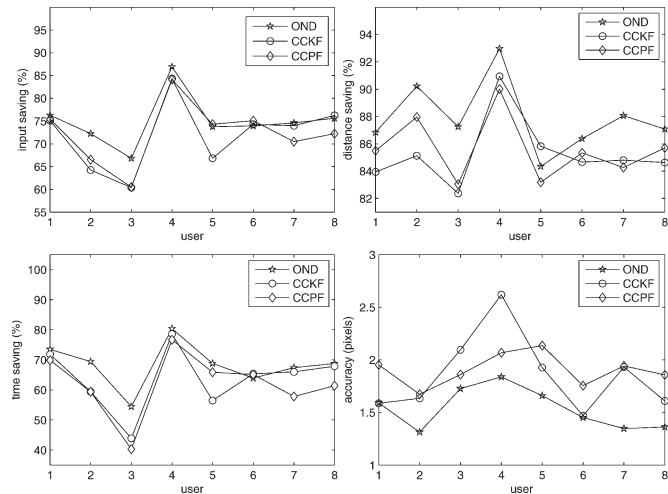 100
95
90
85
80
75
70
65
60
55
input saving (%)
1 2 3 4 5 6 7 8
user
OND
CCKF
CCPF
96
94
92
90
88
86
84
82
distance saving (%)
1 2 3 4 5 6 7 8
user
OND
CCKF
CCPF
100
90
80
70
60
50
40
time saving (%)
1 2 3 4 5 6 7 8
user
OND
CCKF
CCPF
3
2.5
2
1.5
1
accuracy (pixels)
1 2 3 4 5 6 7 8
user
OND
CCKF
CCPF